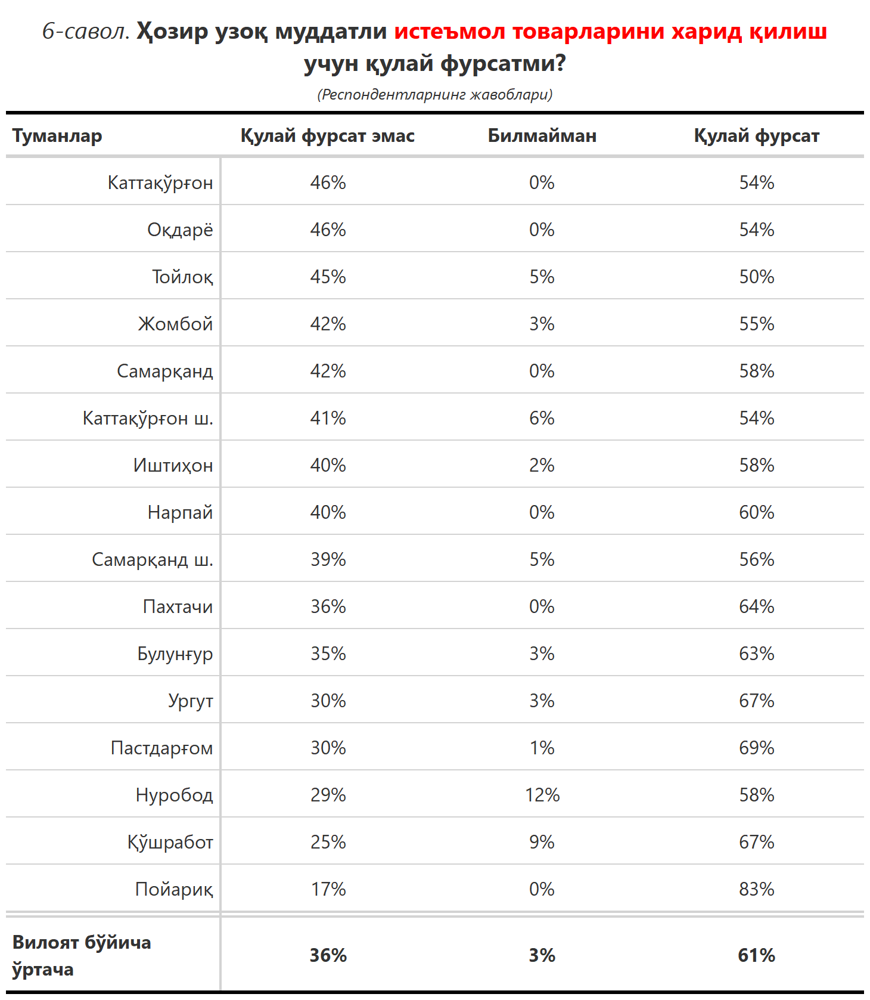 6-савол. Ҳозир узоқ муддатли истеъмол товарларини харид қилиш
учун қулай фурсатми?
(Респондентларнинг жавоблари)
Туманлар Қулай фурсат эмас Билмайман Қулай фурсат
Каттақўрғон 46% 0% 54%
Оқдарё 46% 0% 54%
Тойлоқ 45% 5% 50%
Жомбой 42% 3% 55%
Самарқанд 42% 0% 58%
Каттақўрғон ш. 41% 6% 54%
Иштиҳон 40% 2% 58%
Нарпай 40% 0% 60%
Самарқанд ш. 39% 5% 56%
Пахтачи 36% 0% 64%
Булунғур 35% 3% 63%
Ургут 30% 3% 67%
Пастдарғом 30% 1% 69%
Нуробод 29% 12% 58%
Қўшработ 25% 9% 67%
Пойариқ 17% 0% 83%
Вилоят бўйича
ўртача 36% 3% 61%